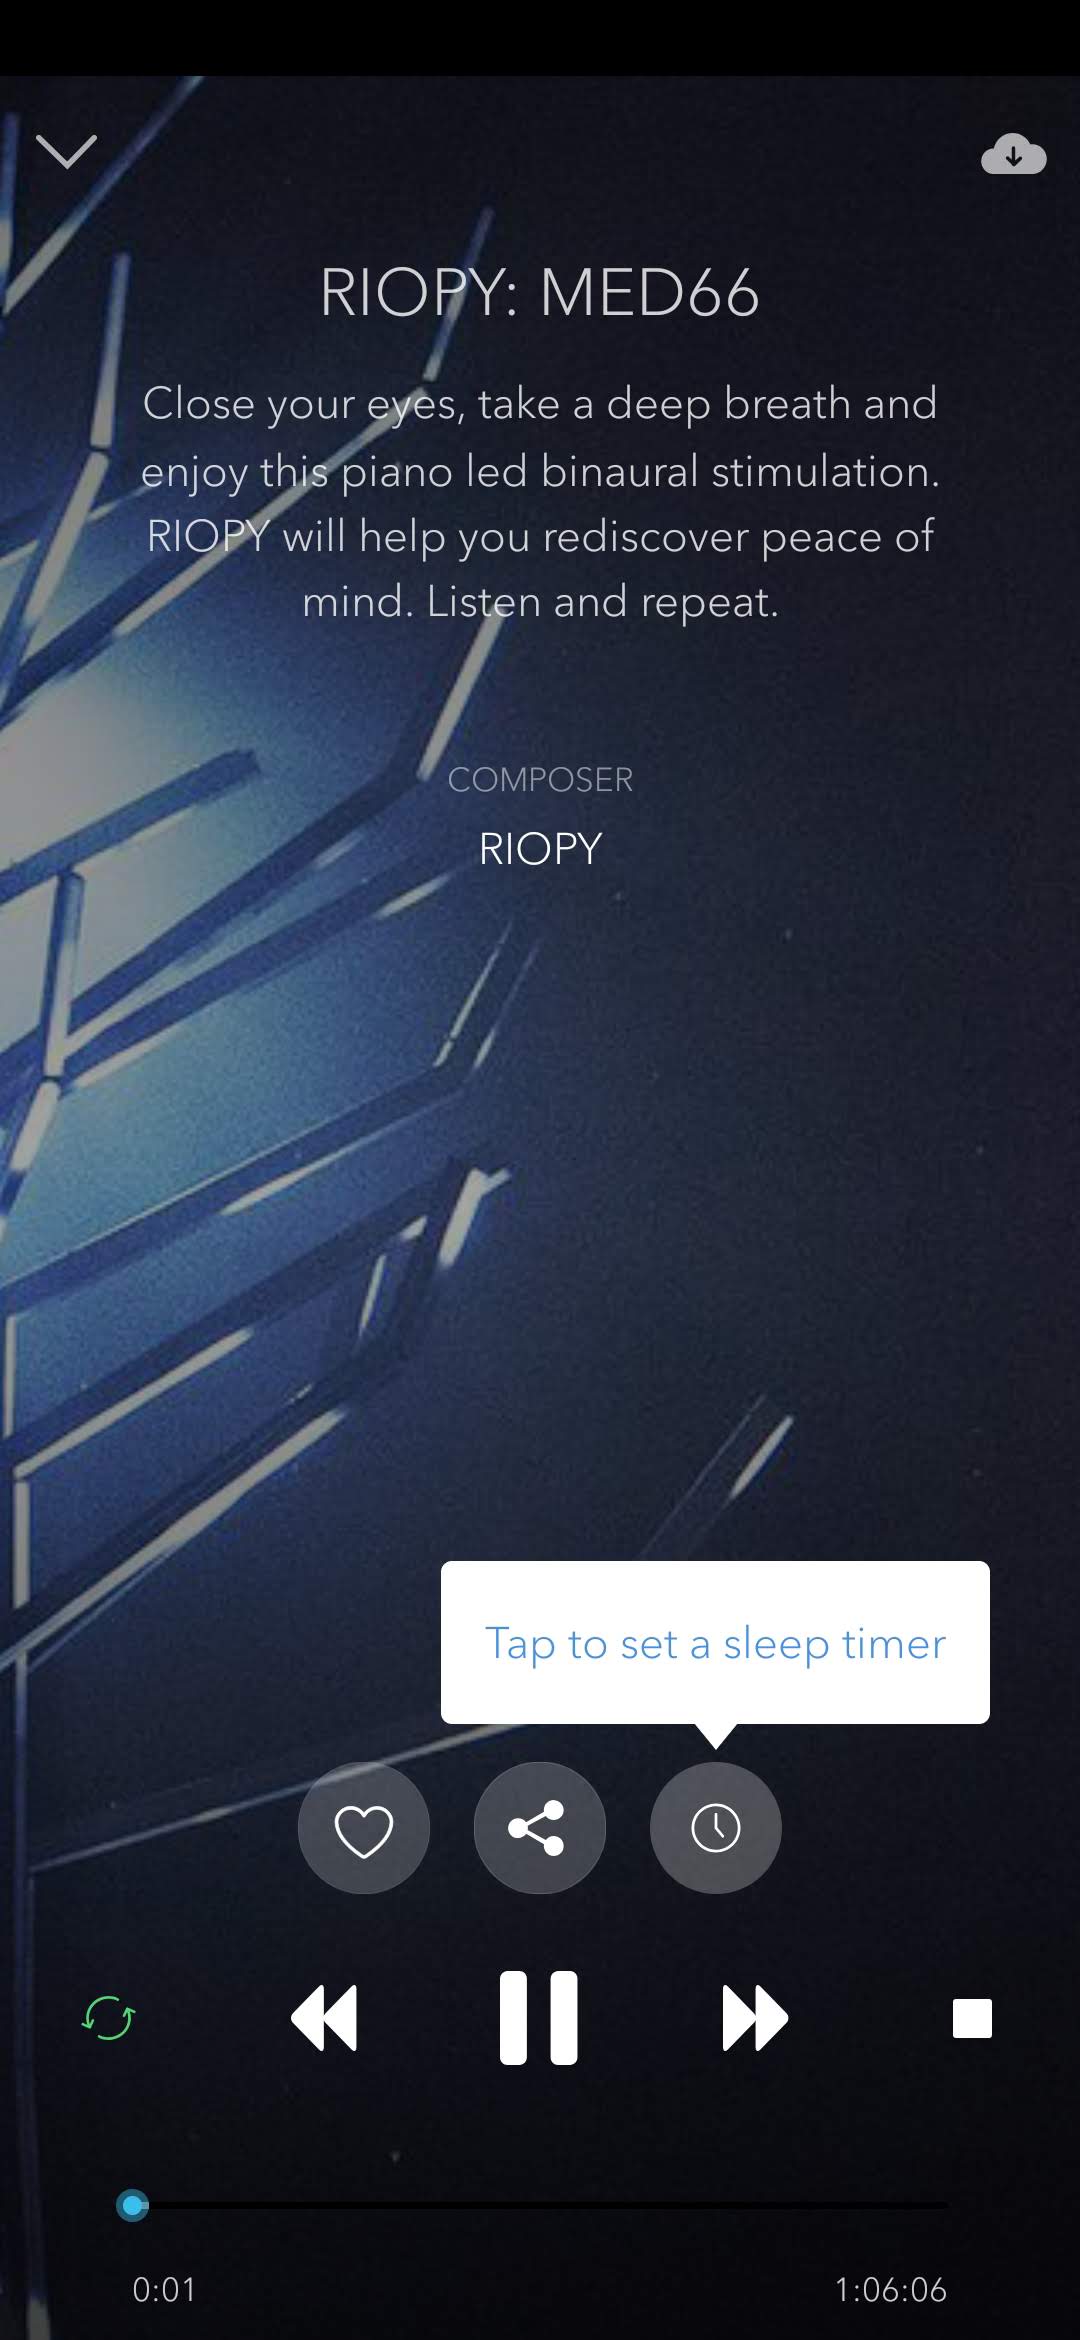 RIOPY: MED66
Close your eyes, take a deep breath and
enjoy this piano led binaural stimulation.
RIOPY will help you rediscover peace of
mind. Listen and repeat.
COMPOSER
RIOPY
Tap to set a sleep timer
0:01
1:06:06